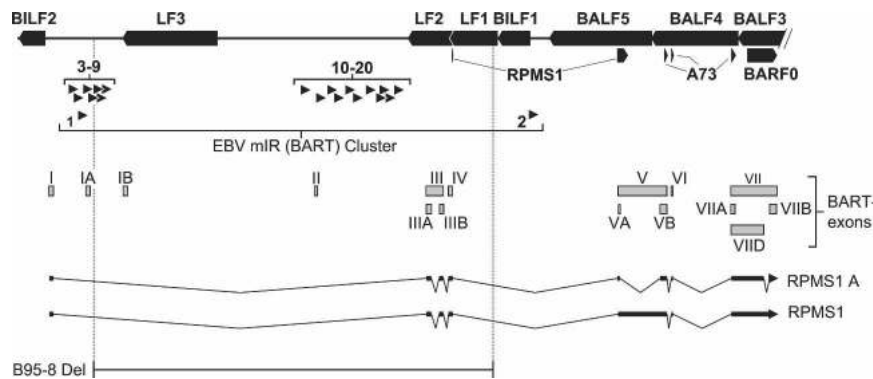 BILF2 LF3 LF2 LF1 BILF1 BALF5 BALF4 BALF3
3-9 10-20 RPMS1 A73 BARF0
1 2
EBV mIR (BART) Cluster
I IA IB II III IV V VI VII
IIIA IIIB VA VB VIIA VIIB
VIID
BART-
exons
RPMS1 A
RPMS1
B95-8 Del